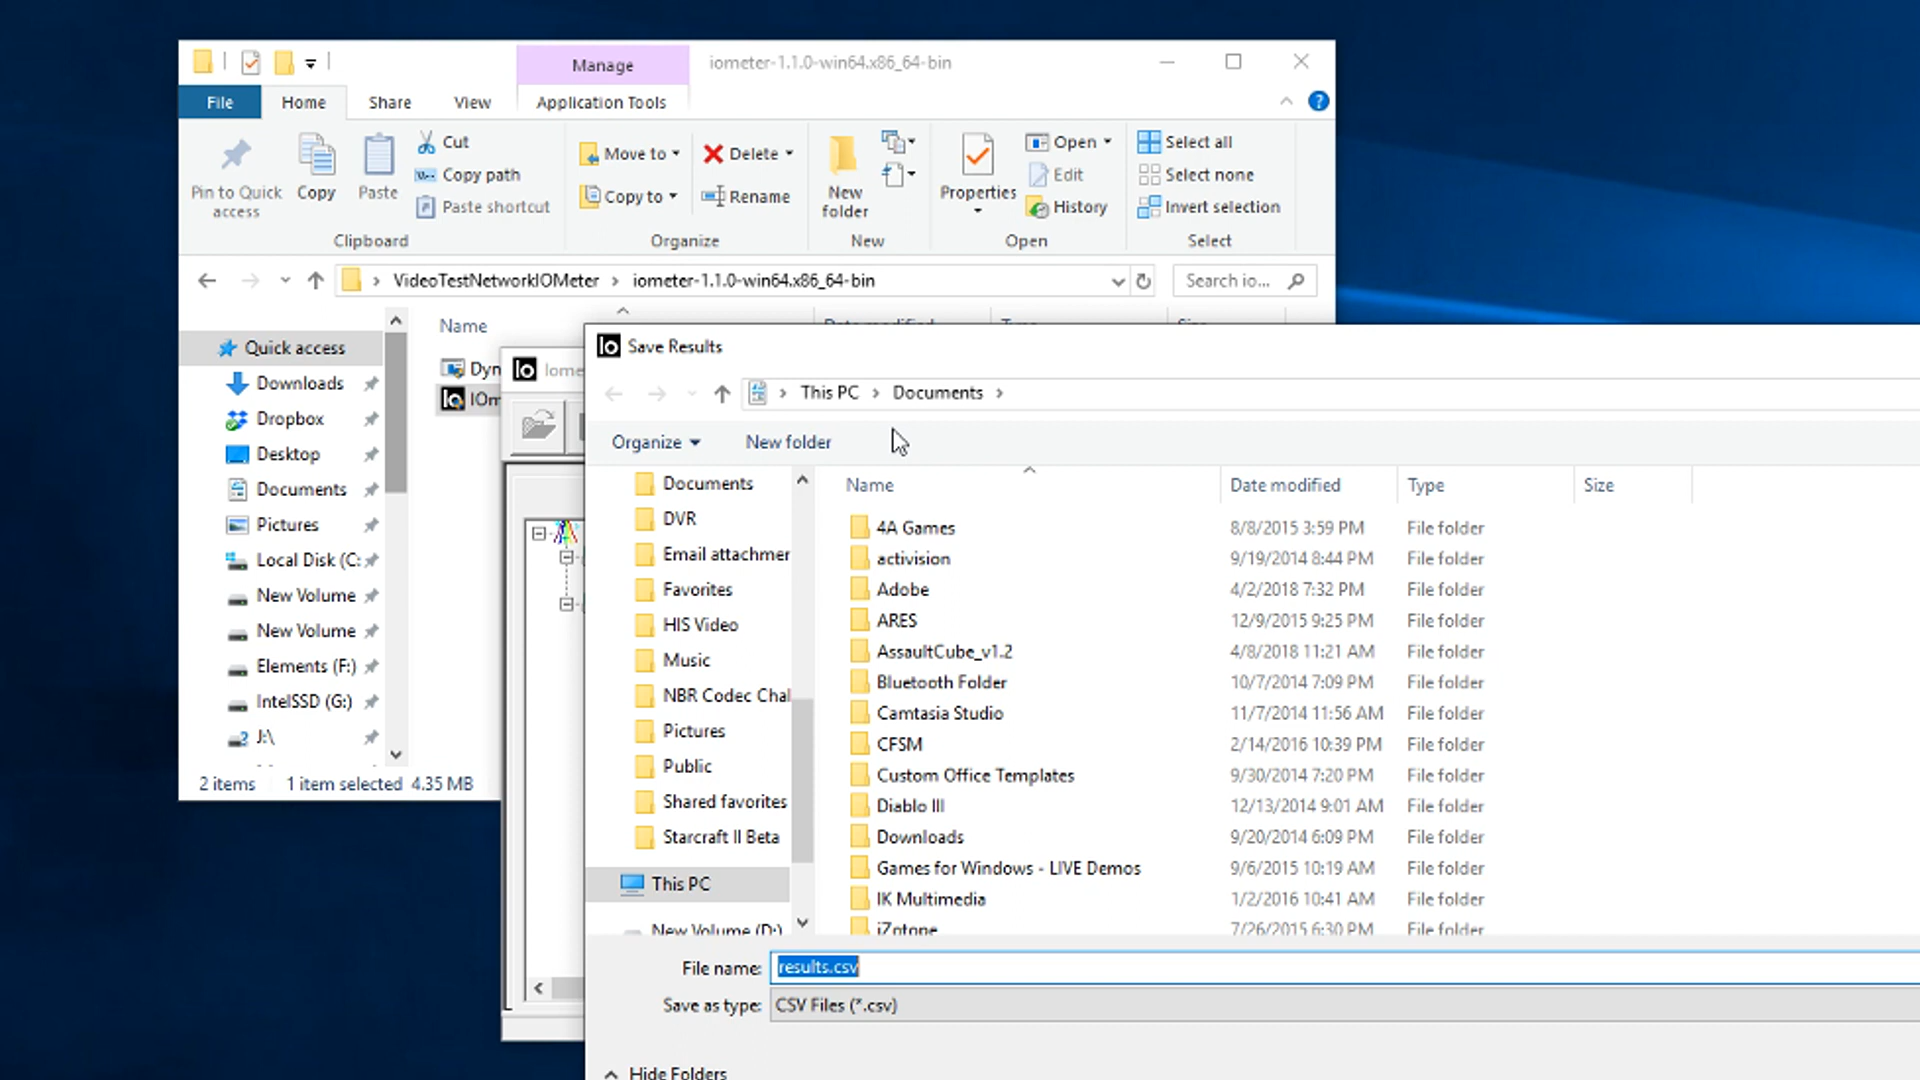 Manage
iometer-1.1.0-win64.x86_64-bin
File
Home
Share
View
Application Tools
Pin to Quick
access
Copy
Paste
Cut
Copy path
Paste shortcut
Clipboard
Move to
Copy to
Delete
Rename
Organize
New
folder
New
Properties
Open
Edit
History
Open
Select all
Select none
Invert selection
Select
VideoTestNetworkIOMeter > iometer-1.1.0-win64.x86_64-bin
Search io...
Name
Quick access
Downloads
Dropbox
Desktop
Documents
Pictures
Local Disk (C:
New Volume
New Volume
Elements (F:)
IntelSSD (G:)
J:\
Dyn
IOm
2 items 1 item selected 4.35 MB
Io Iome
Io Save Results
This PC > Documents >
Organize
New folder
Documents
DVR
Email attachmer
Favorites
HIS Video
Music
NBR Codec Chal
Pictures
Public
Shared favorites
Starcraft II Beta
This PC
New Volume (D:)
Name Date modified Type Size
4A Games 8/8/2015 3:59 PM File folder
activision 9/19/2014 8:44 PM File folder
Adobe 4/2/2018 7:32 PM File folder
ARES 12/9/2015 9:25 PM File folder
AssaultCube_v1.2 4/8/2018 11:21 AM File folder
Bluetooth Folder 10/7/2014 7:09 PM File folder
Camtasia Studio 11/7/2014 11:56 AM File folder
CFSM 2/14/2016 10:39 PM File folder
Custom Office Templates 9/30/2014 7:20 PM File folder
Diablo III 12/13/2014 9:01 AM File folder
Downloads 9/20/2014 6:09 PM File folder
Games for Windows - LIVE Demos 9/6/2015 10:19 AM File folder
IK Multimedia 1/2/2016 10:41 AM File folder
iZotope 7/26/2015 6:30 PM File folder
File name: results.csv
Save as type: CSV Files (*.csv)
Hide Folders